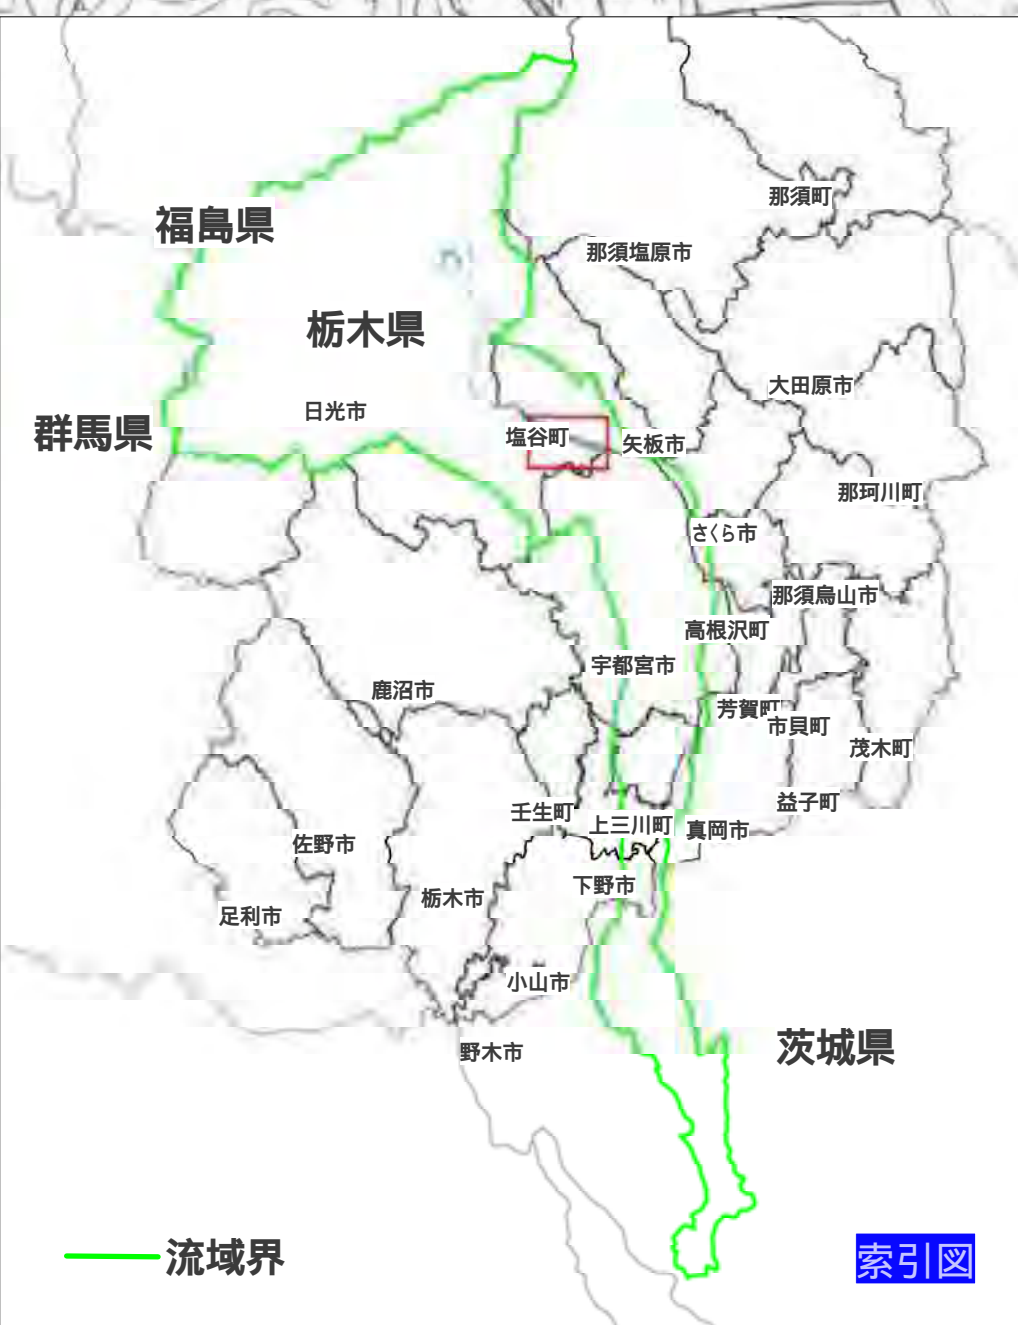 那須町
福島県
那須塩原市
栃木県
大田原市
日光市
群馬県
塩谷町
矢板市
那珂川町
さくら市
那須烏山市
高根沢町
宇都宮市
鹿沼市
芳賀町
市貝町
茂木町
益子町
壬生町
上三川町
真岡市
佐野市
下野市
栃木市
足利市
小山市
茨城県
野木市
流域界
索引図